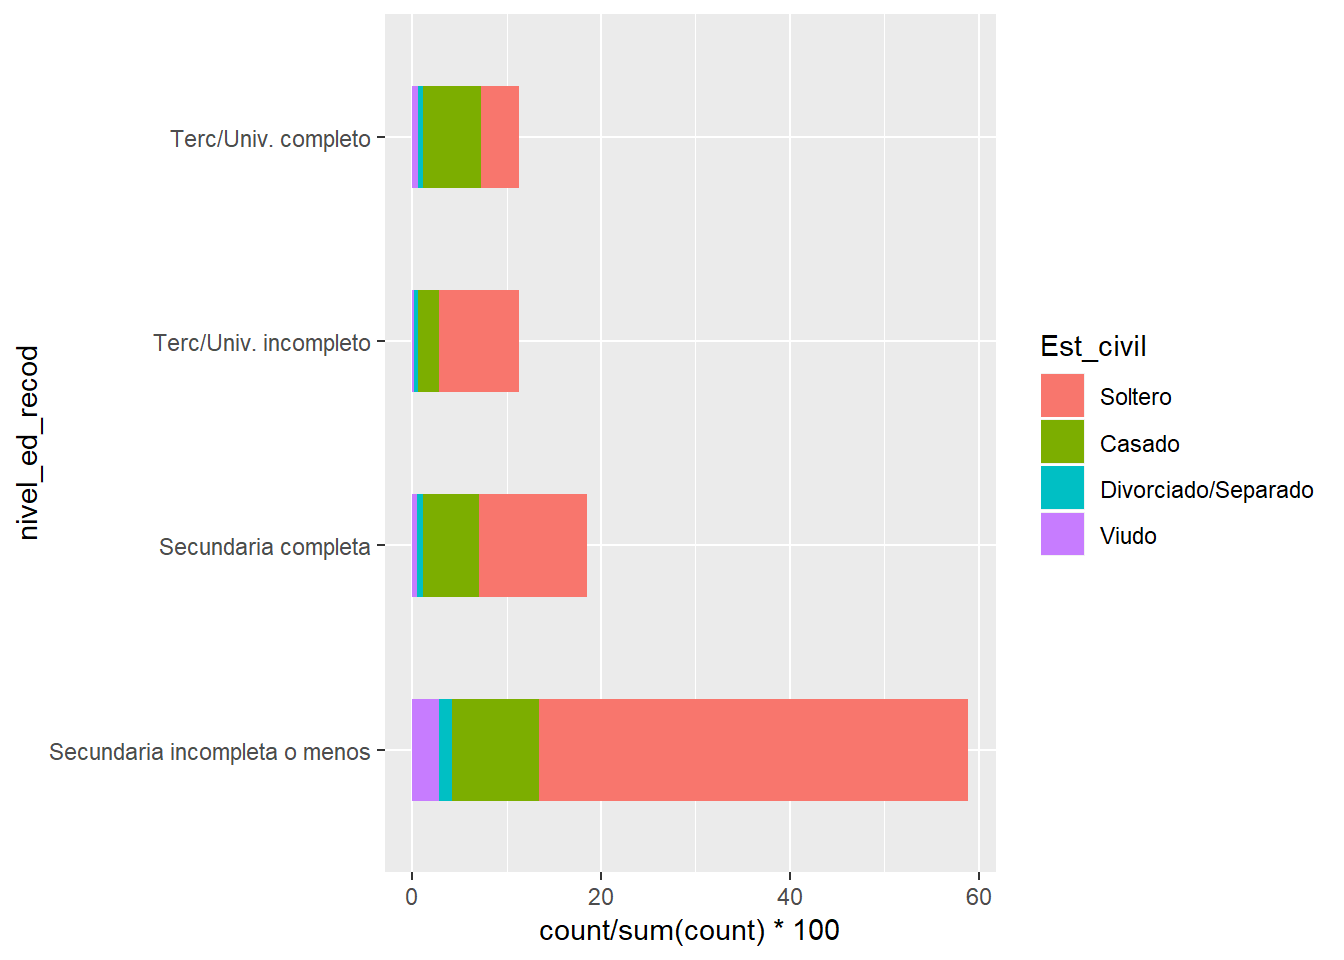 Terc/Univ. completo
Terc/Univ. incompleto
Secundaria completa
Secundaria incompleta o menos
nivel_ed_recod
0 20 40 60
count/sum(count) * 100
Est_civil
Soltero
Casado
Divorciado/Separado
Viudo